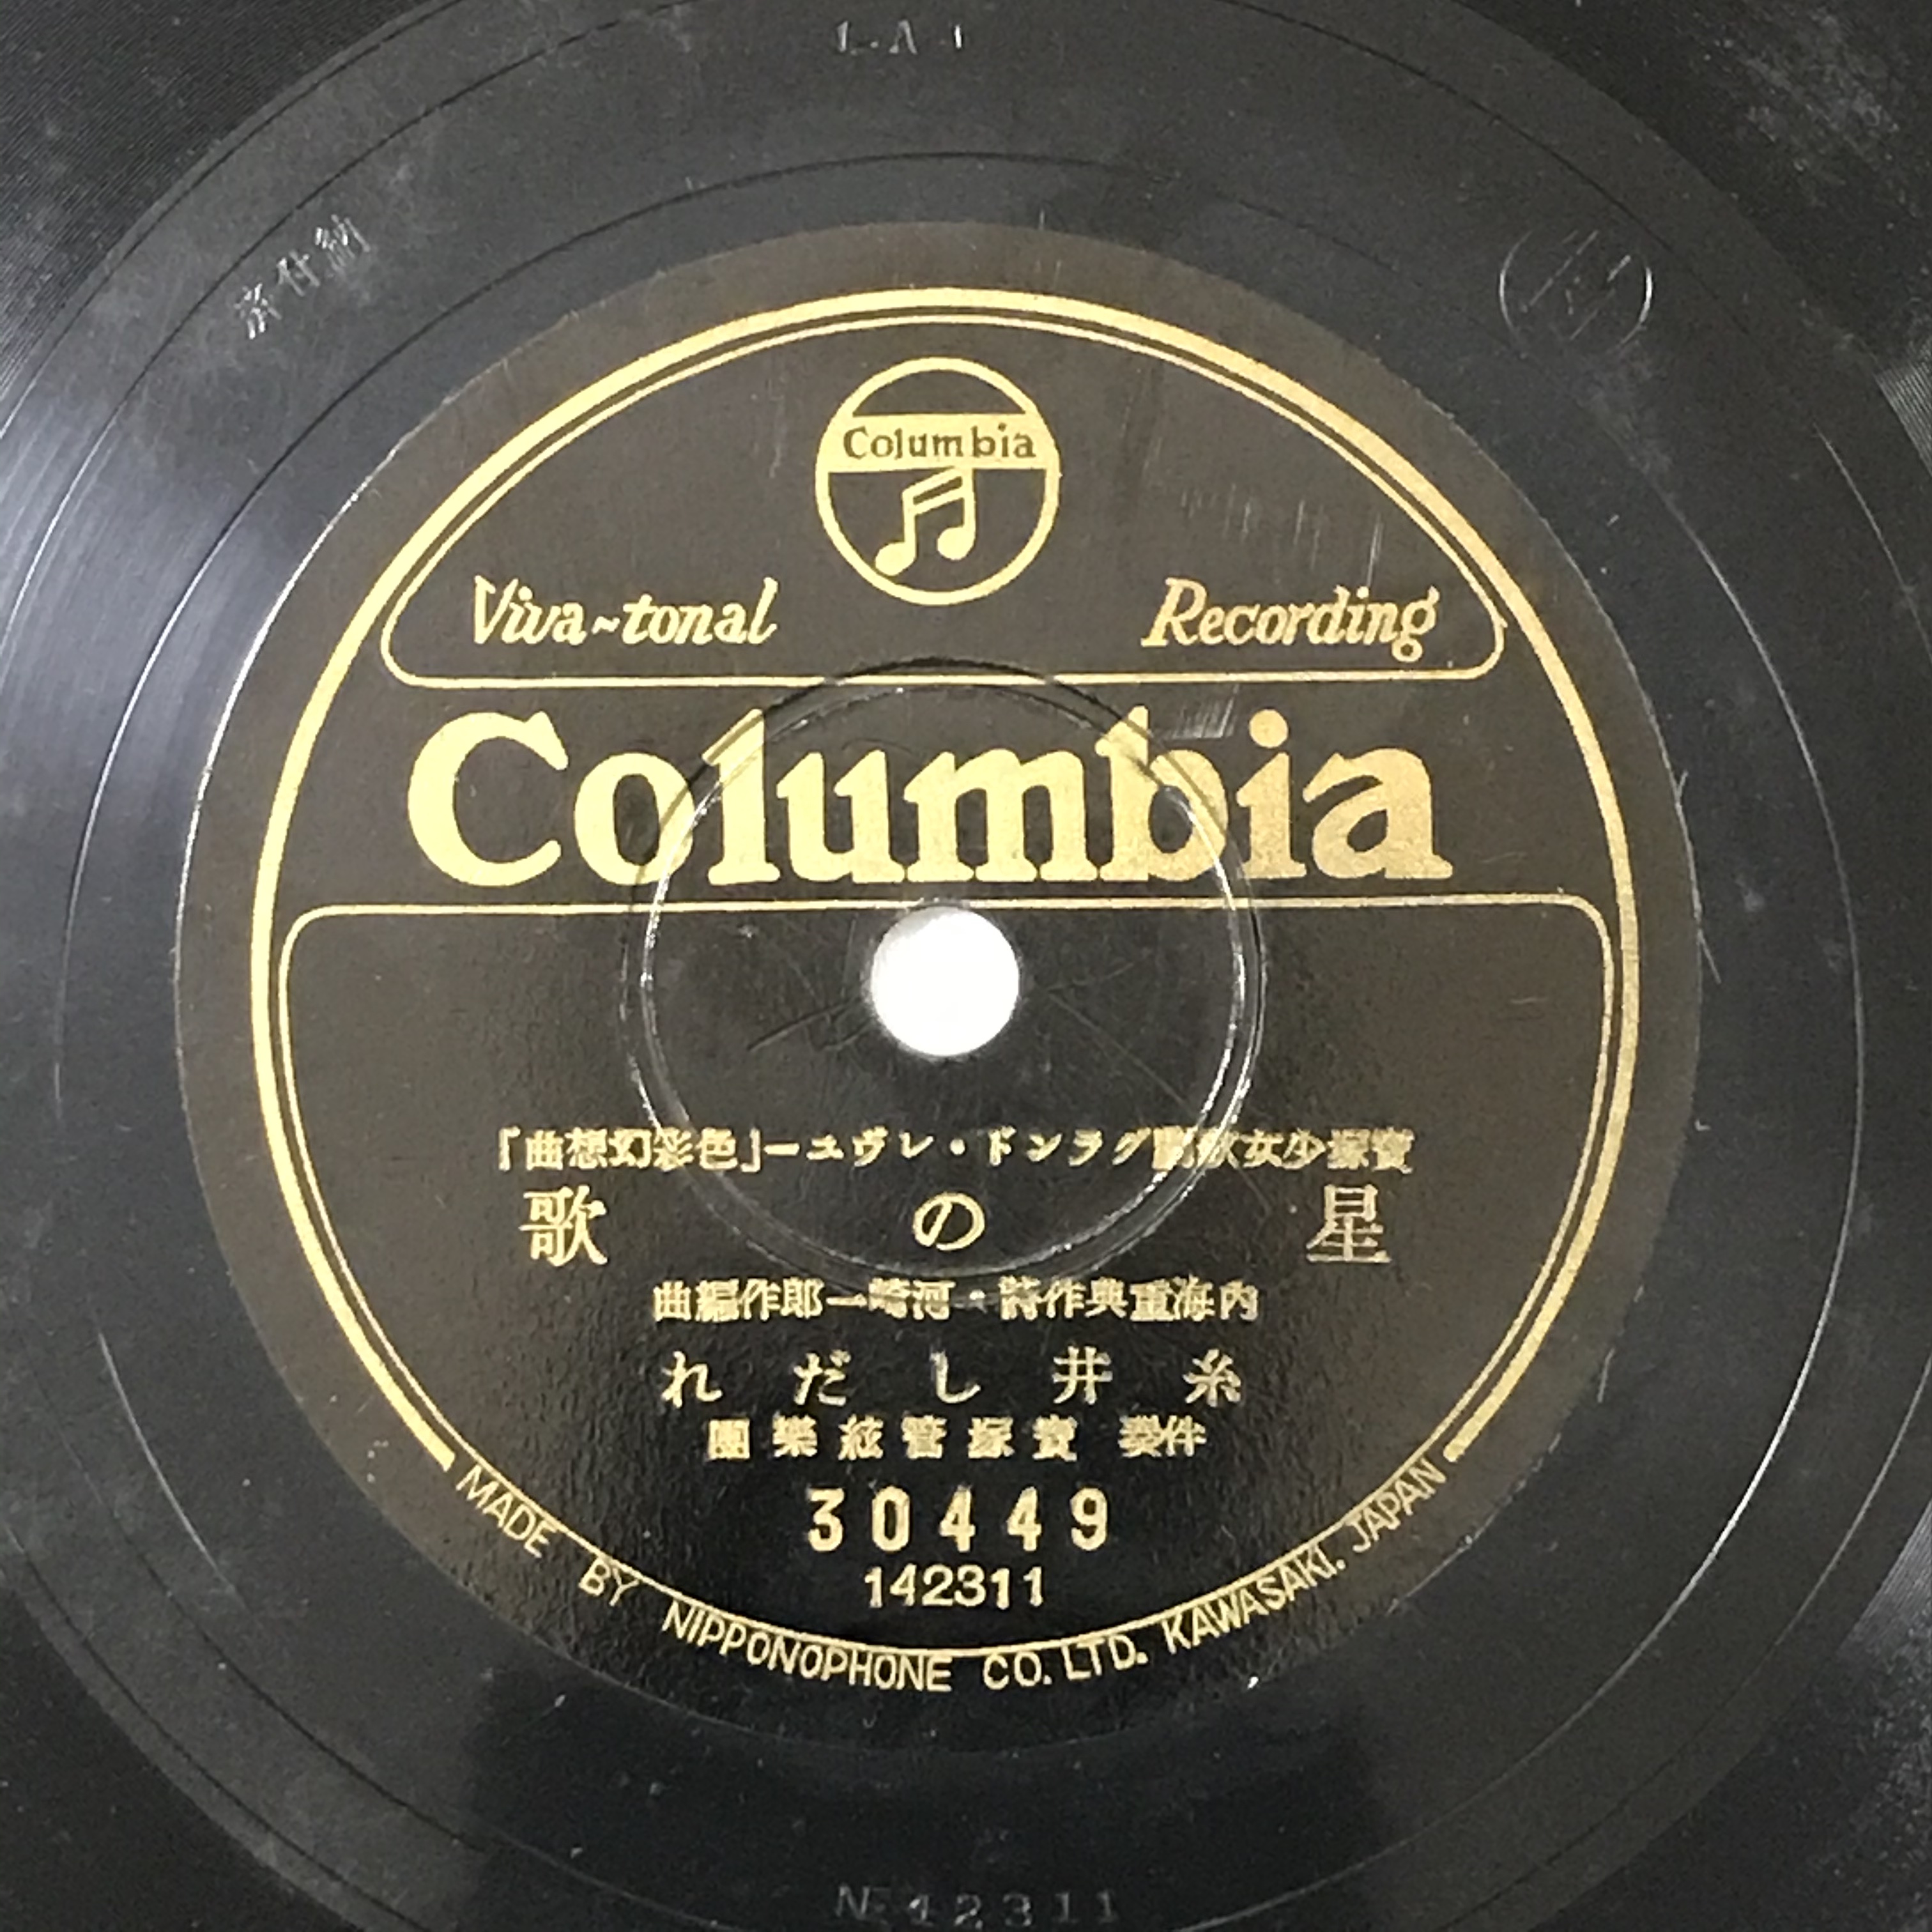 納付済
Columbia
Viva-tonal Recording
Columbia
寶塚少女歌劇グランド・レヴユー「色彩幻想曲」
星の歌
内海重典作詩・河崎一郎作編曲
糸井しだれ
伴奏 寶塚管絃樂團
30449
142311
MADE BY NIPPONOPHONE CO. LTD. KAWASAKI. JAPAN